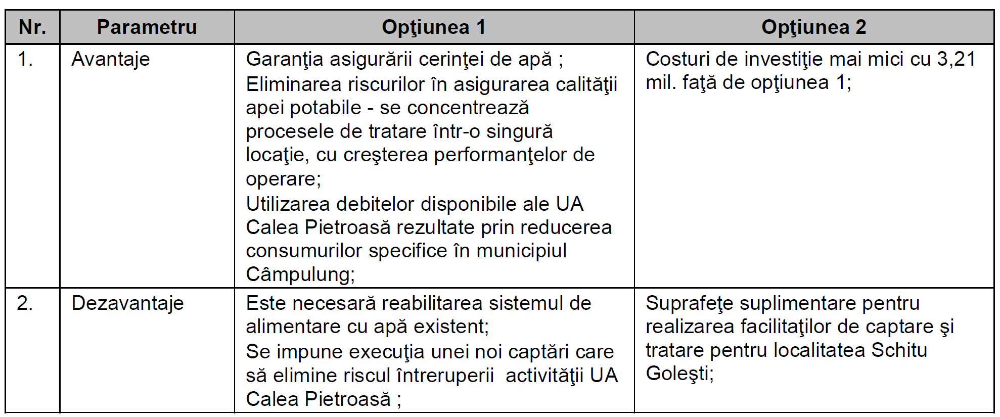 Nr. Parametru Opţiunea 1 Opţiunea 2
1. Avantaje Garanţia asigurării cerinţei de apă ;
Eliminarea riscurilor în asigurarea calităţii
apei potabile - se concentrează
procesele de tratare într-o singură
locaţie, cu creşterea performanţelor de
operare;
Utilizarea debitelor disponibile ale UA
Calea Pietroasă rezultate prin reducerea
consumurilor specifice în municipiul
Câmpulung;
Costuri de investiţie mai mici cu 3,21
mil. faţă de opţiunea 1;
2. Dezavantaje Este necesară reabilitarea sistemul de
alimentare cu apă existent;
Se impune execuţia unei noi captări care
să elimine riscul întreruperii  activităţii UA
Calea Pietroasă ;
Suprafeţe suplimentare pentru
realizarea facilitaţilor de captare şi
tratare pentru localitatea Schitu
Goleşti;